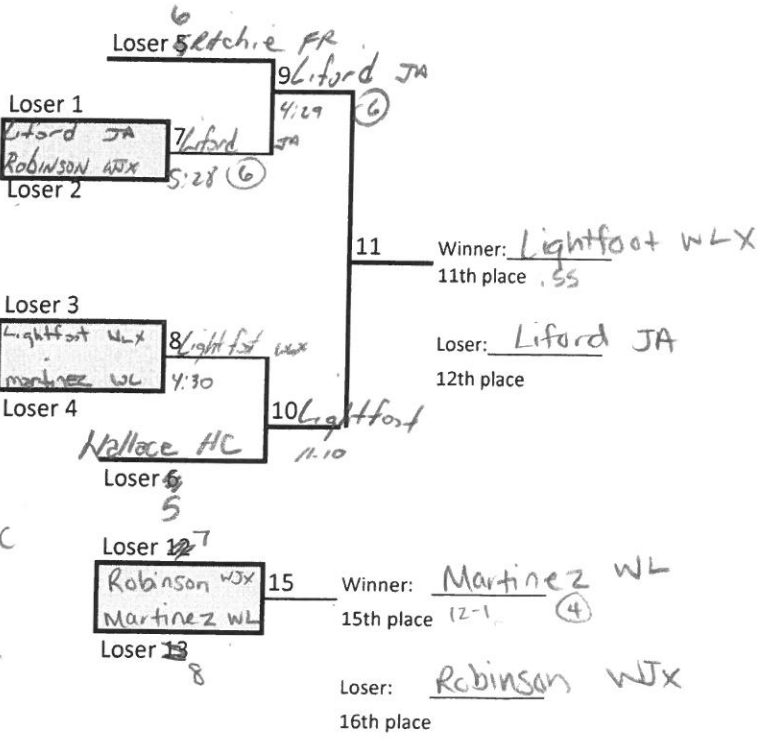 6
Loser 5 Ritchie FR
9 Liford JA
4:29 6
Loser 1
Liford JA
Robinson WJX
Loser 2
7 Liford JA
5:28 6
11
Winner: Lightfoot WLX
11th place .55
Loser: Liford JA
12th place
Loser 3
Lightfoot WLX
martinez WL
Loser 4
8 Lightfoot WLX
4:30
10 Lightfoot
11-10
Wallace HC
Loser 6
5
C
Loser 12 7
Robinson WJX
Martinez WL
Loser 13
8
15
Winner: Martinez WL
15th place 12-1 4
Loser: Robinson WJX
16th place